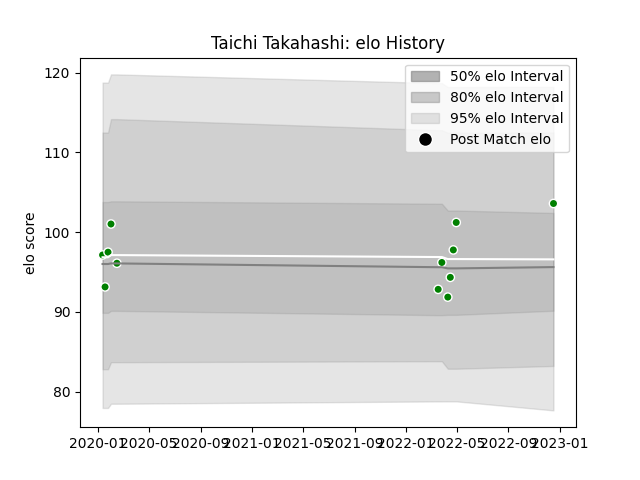 Taichi Takahashi: elo History
50% elo Interval
80% elo Interval
95% elo Interval
Post Match elo
elo score
120
110
100
90
80
2020-01 2020-05 2020-09 2021-01 2021-05 2021-09 2022-01 2022-05 2022-09 2023-01